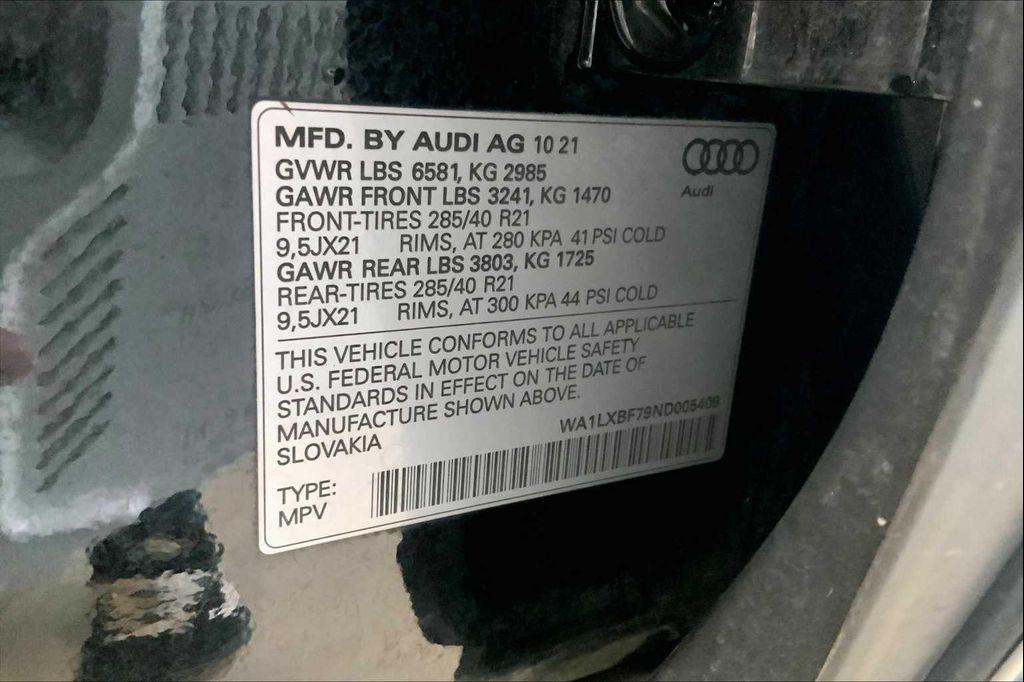 MFD. BY AUDI AG 10 21
GVWR LBS 6581, KG 2985
GAWR FRONT LBS 3241, KG 1470
FRONT-TIRES 285/40 R21
9,5JX21 RIMS, AT 280 KPA 41 PSI COLD
GAWR REAR LBS 3803, KG 1725
REAR-TIRES 285/40 R21
9,5JX21 RIMS, AT 300 KPA 44 PSI COLD
Audi
THIS VEHICLE CONFORMS TO ALL APPLICABLE
U.S. FEDERAL MOTOR VEHICLE SAFETY
STANDARDS IN EFFECT ON THE DATE OF
MANUFACTURE SHOWN ABOVE.
SLOVAKIA
WA1LXBF79ND005409
TYPE:
MPV